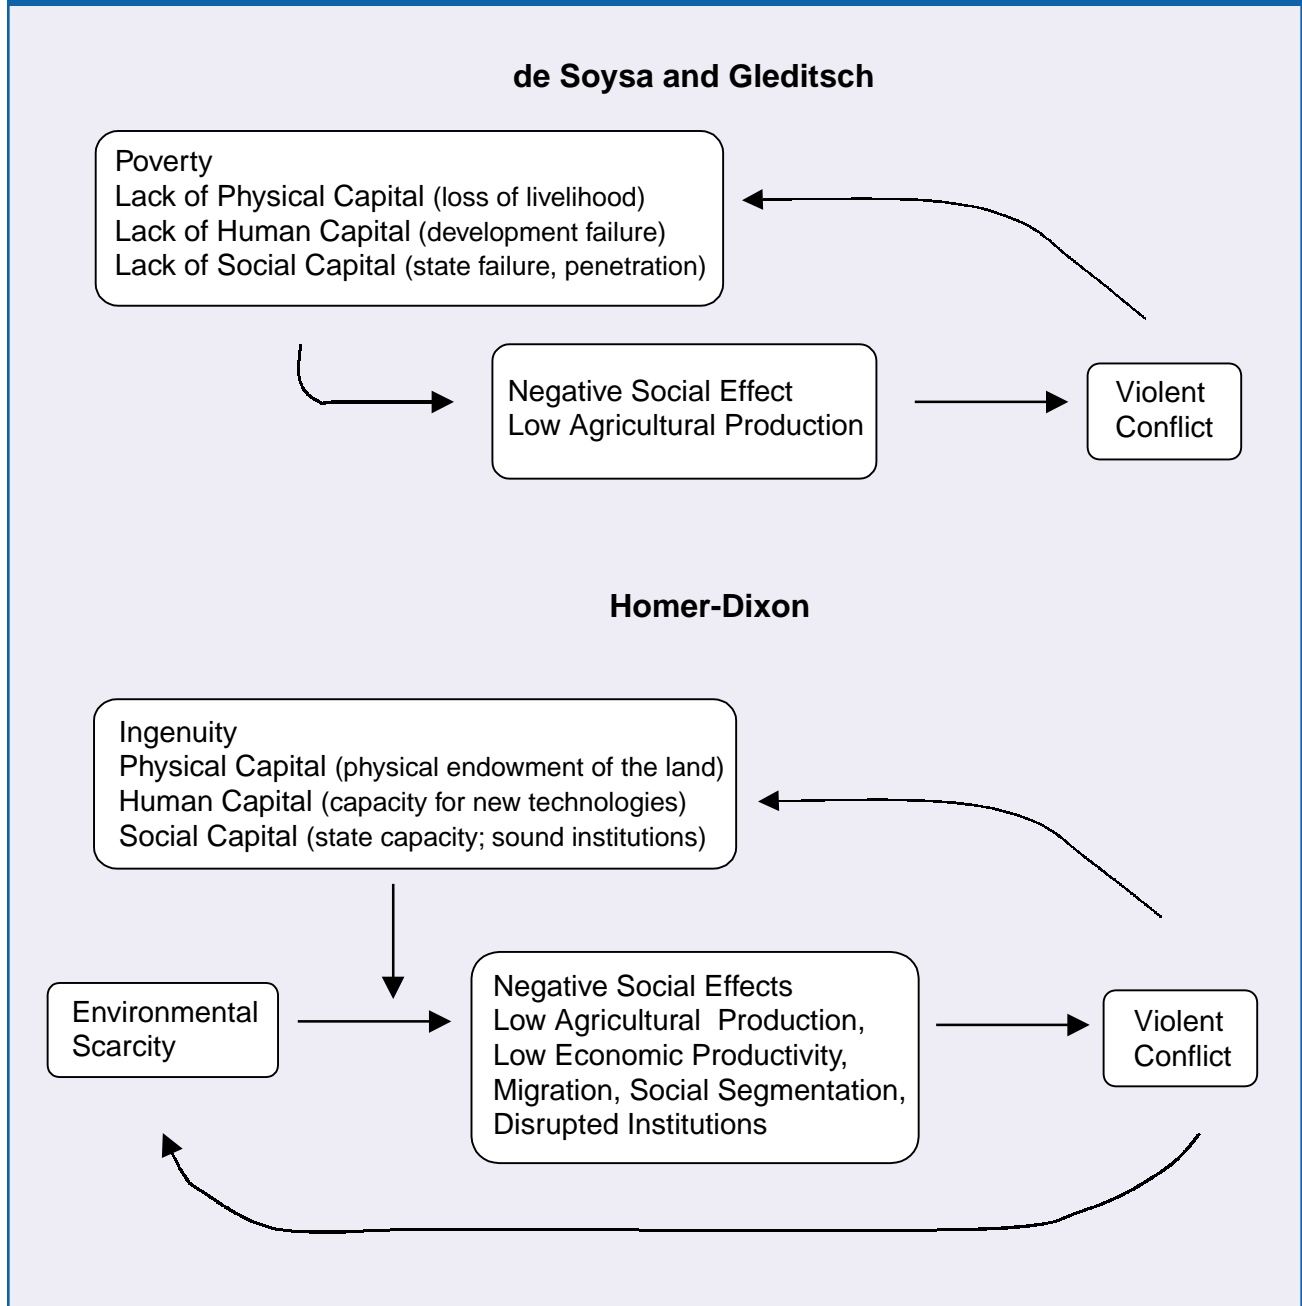 de Soysa and Gleditsch
Poverty
Lack of Physical Capital (loss of livelihood)
Lack of Human Capital (development failure)
Lack of Social Capital (state failure, penetration)
Negative Social Effect
Low Agricultural Production
Violent
Conflict
Homer-Dixon
Ingenuity
Physical Capital (physical endowment of the land)
Human Capital (capacity for new technologies)
Social Capital (state capacity; sound institutions)
Environmental
Scarcity
Negative Social Effects
Low Agricultural Production,
Low Economic Productivity,
Migration, Social Segmentation,
Disrupted Institutions
Violent
Conflict